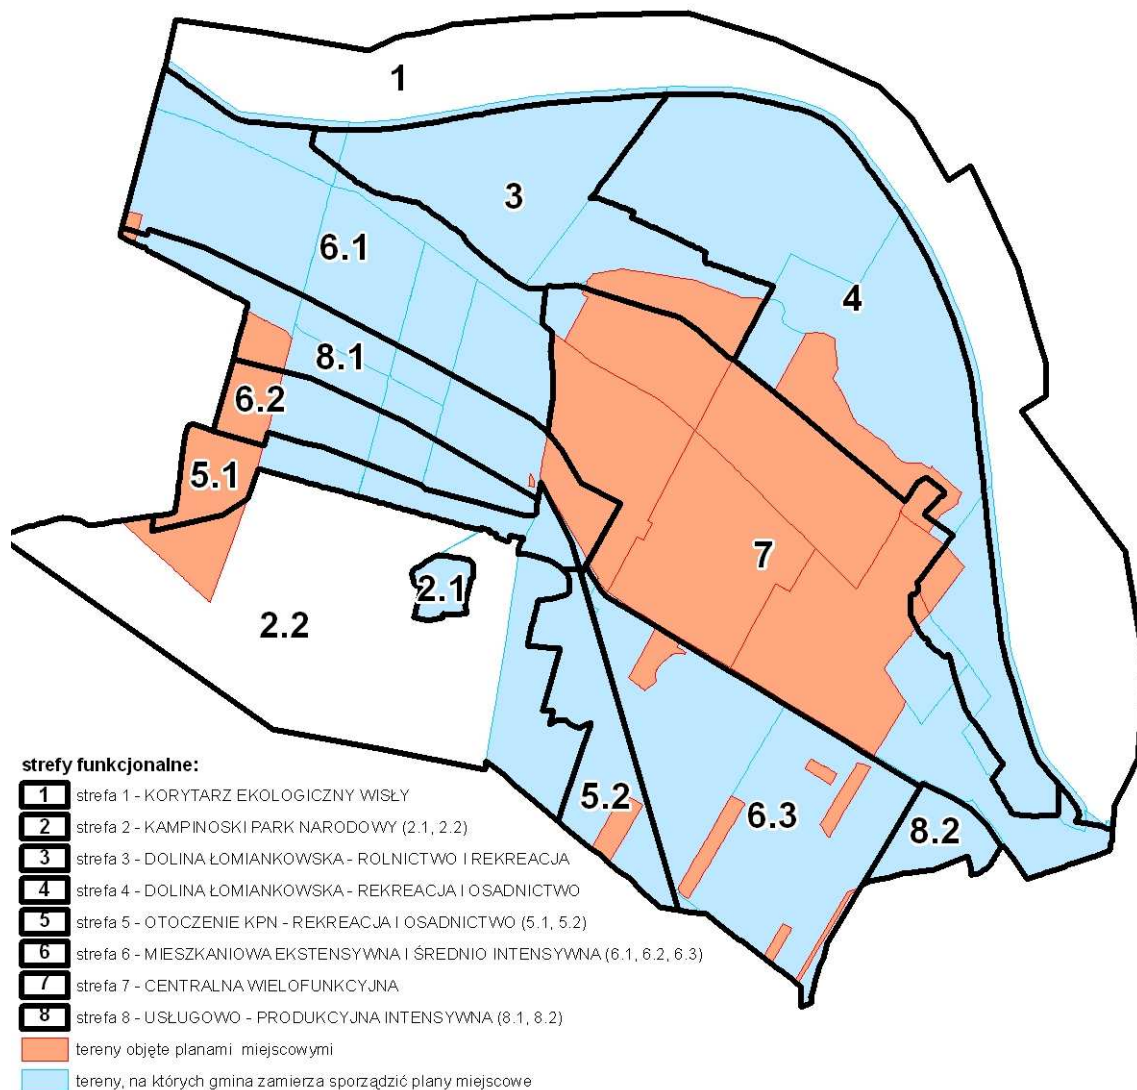 1
3
6.1
4
8.1
6.2
5.1
7
2.1
2.2
5.2
6.3
8.2
strefy funkcjonalne:
1 strefa 1 - KORYTARZ EKOLOGICZNY WISŁY
2 strefa 2 - KAMPINOSKI PARK NARODOWY (2.1, 2.2)
3 strefa 3 - DOLINA ŁOMIANKOWSKA - ROLNICTWO I REKREACJA
4 strefa 4 - DOLINA ŁOMIANKOWSKA - REKREACJA I OSADNICTWO
5 strefa 5 - OTOCZENIE KPN - REKREACJA I OSADNICTWO (5.1, 5.2)
6 strefa 6 - MIESZKANIOWA EKSTENSYWNA I ŚREDNIO INTENSYWNA (6.1, 6.2, 6.3)
7 strefa 7 - CENTRALNA WIELOFUNKCYJNA
8 strefa 8 - USŁUGOWO - PRODUKCYJNA INTENSYWNA (8.1, 8.2)
tereny objęte planami miejscowymi
tereny, na których gmina zamierza sporządzić plany miejscowe